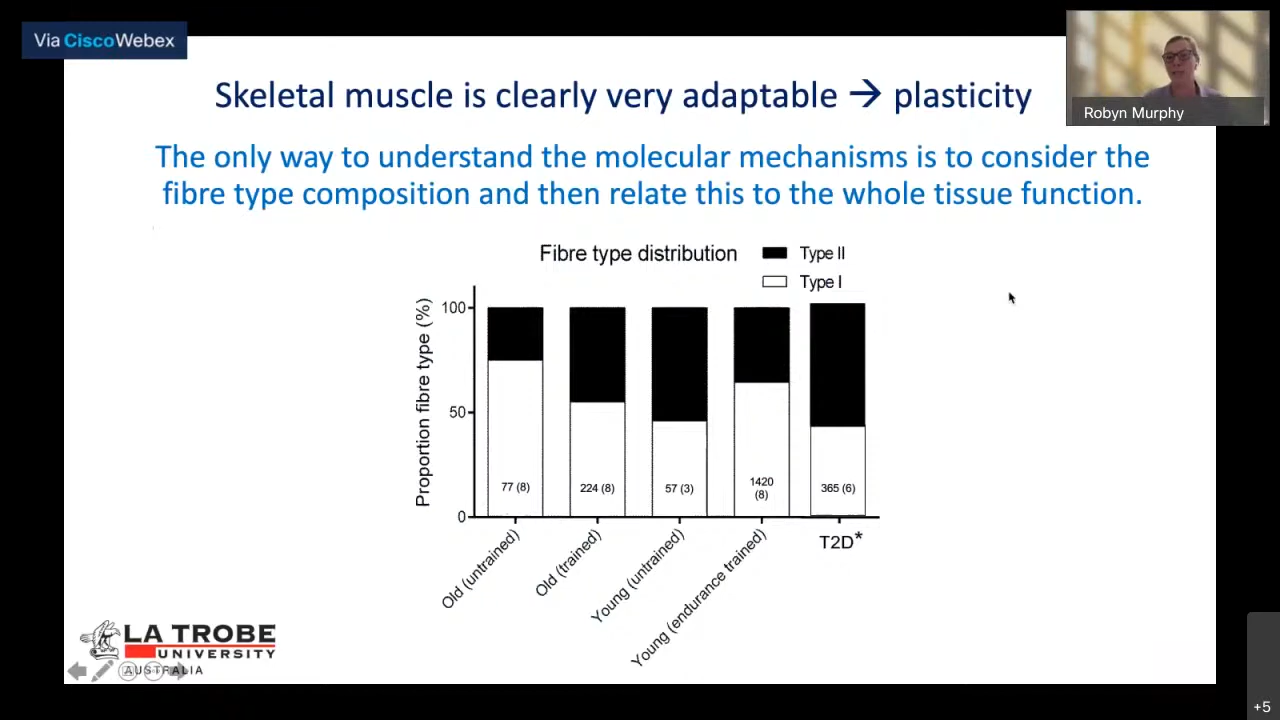 Via Cisco Webex
Robyn Murphy
Skeletal muscle is clearly very adaptable → plasticity
The only way to understand the molecular mechanisms is to consider the
fibre type composition and then relate this to the whole tissue function.
Fibre type distribution
Type II
Type I
Proportion fibre type (%)
100
50
0
77 (8)
224 (8)
57 (3)
1420
(8)
365 (6)
Old (untrained)
Old (trained)
Young (untrained)
Young (endurance trained)
T2D*
LA TROBE
UNIVERSITY
AUSTRALIA
+5